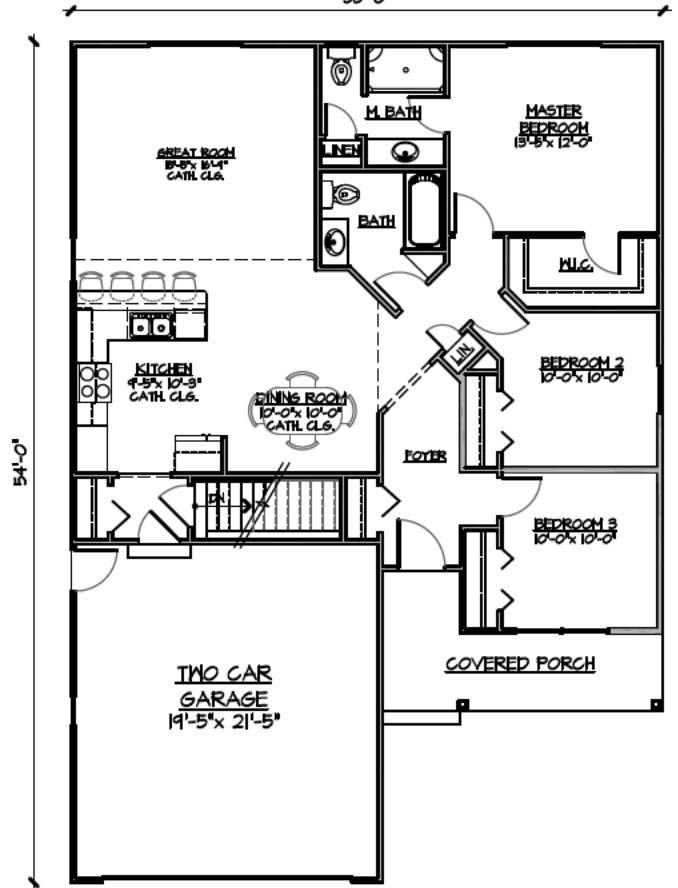 M. BATH
MASTER
BEDROOM
13'-5" x 12'-0"
GREAT ROOM
CATH. CLG.
LINEN
BATH
W.I.C.
KITCHEN
9'-5" x 10'-3"
CATH. CLG.
LIN.
BEDROOM 2
10'-0" x 10'-0"
DINING ROOM
10'-0" x 10'-0"
CATH. CLG.
FOYER
54'-0"
DN
BEDROOM 3
10'-0" x 10'-0"
COVERED PORCH
TWO CAR
GARAGE
19'-5" x 21'-5"